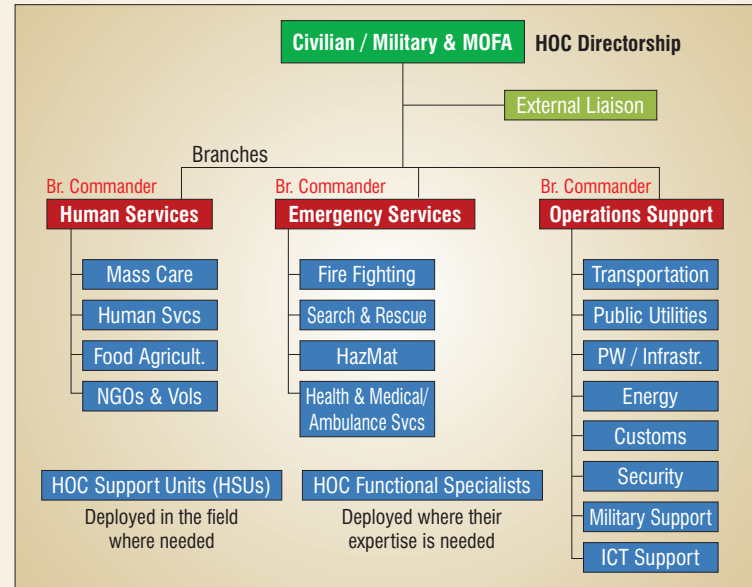 Civilian / Military & MOFA
HOC Directorship
External Liaison
Branches
Br. Commander
Human Services
Mass Care
Human Svcs
Food Agricult.
NGOs & Vols
Br. Commander
Emergency Services
Fire Fighting
Search & Rescue
HazMat
Health & Medical/
Ambulance Svcs
Br. Commander
Operations Support
Transportation
Public Utilities
PW / Infrastr.
Energy
Customs
Security
Military Support
ICT Support
HOC Support Units (HSUs)
Deployed in the field
where needed
HOC Functional Specialists
Deployed where their
expertise is needed